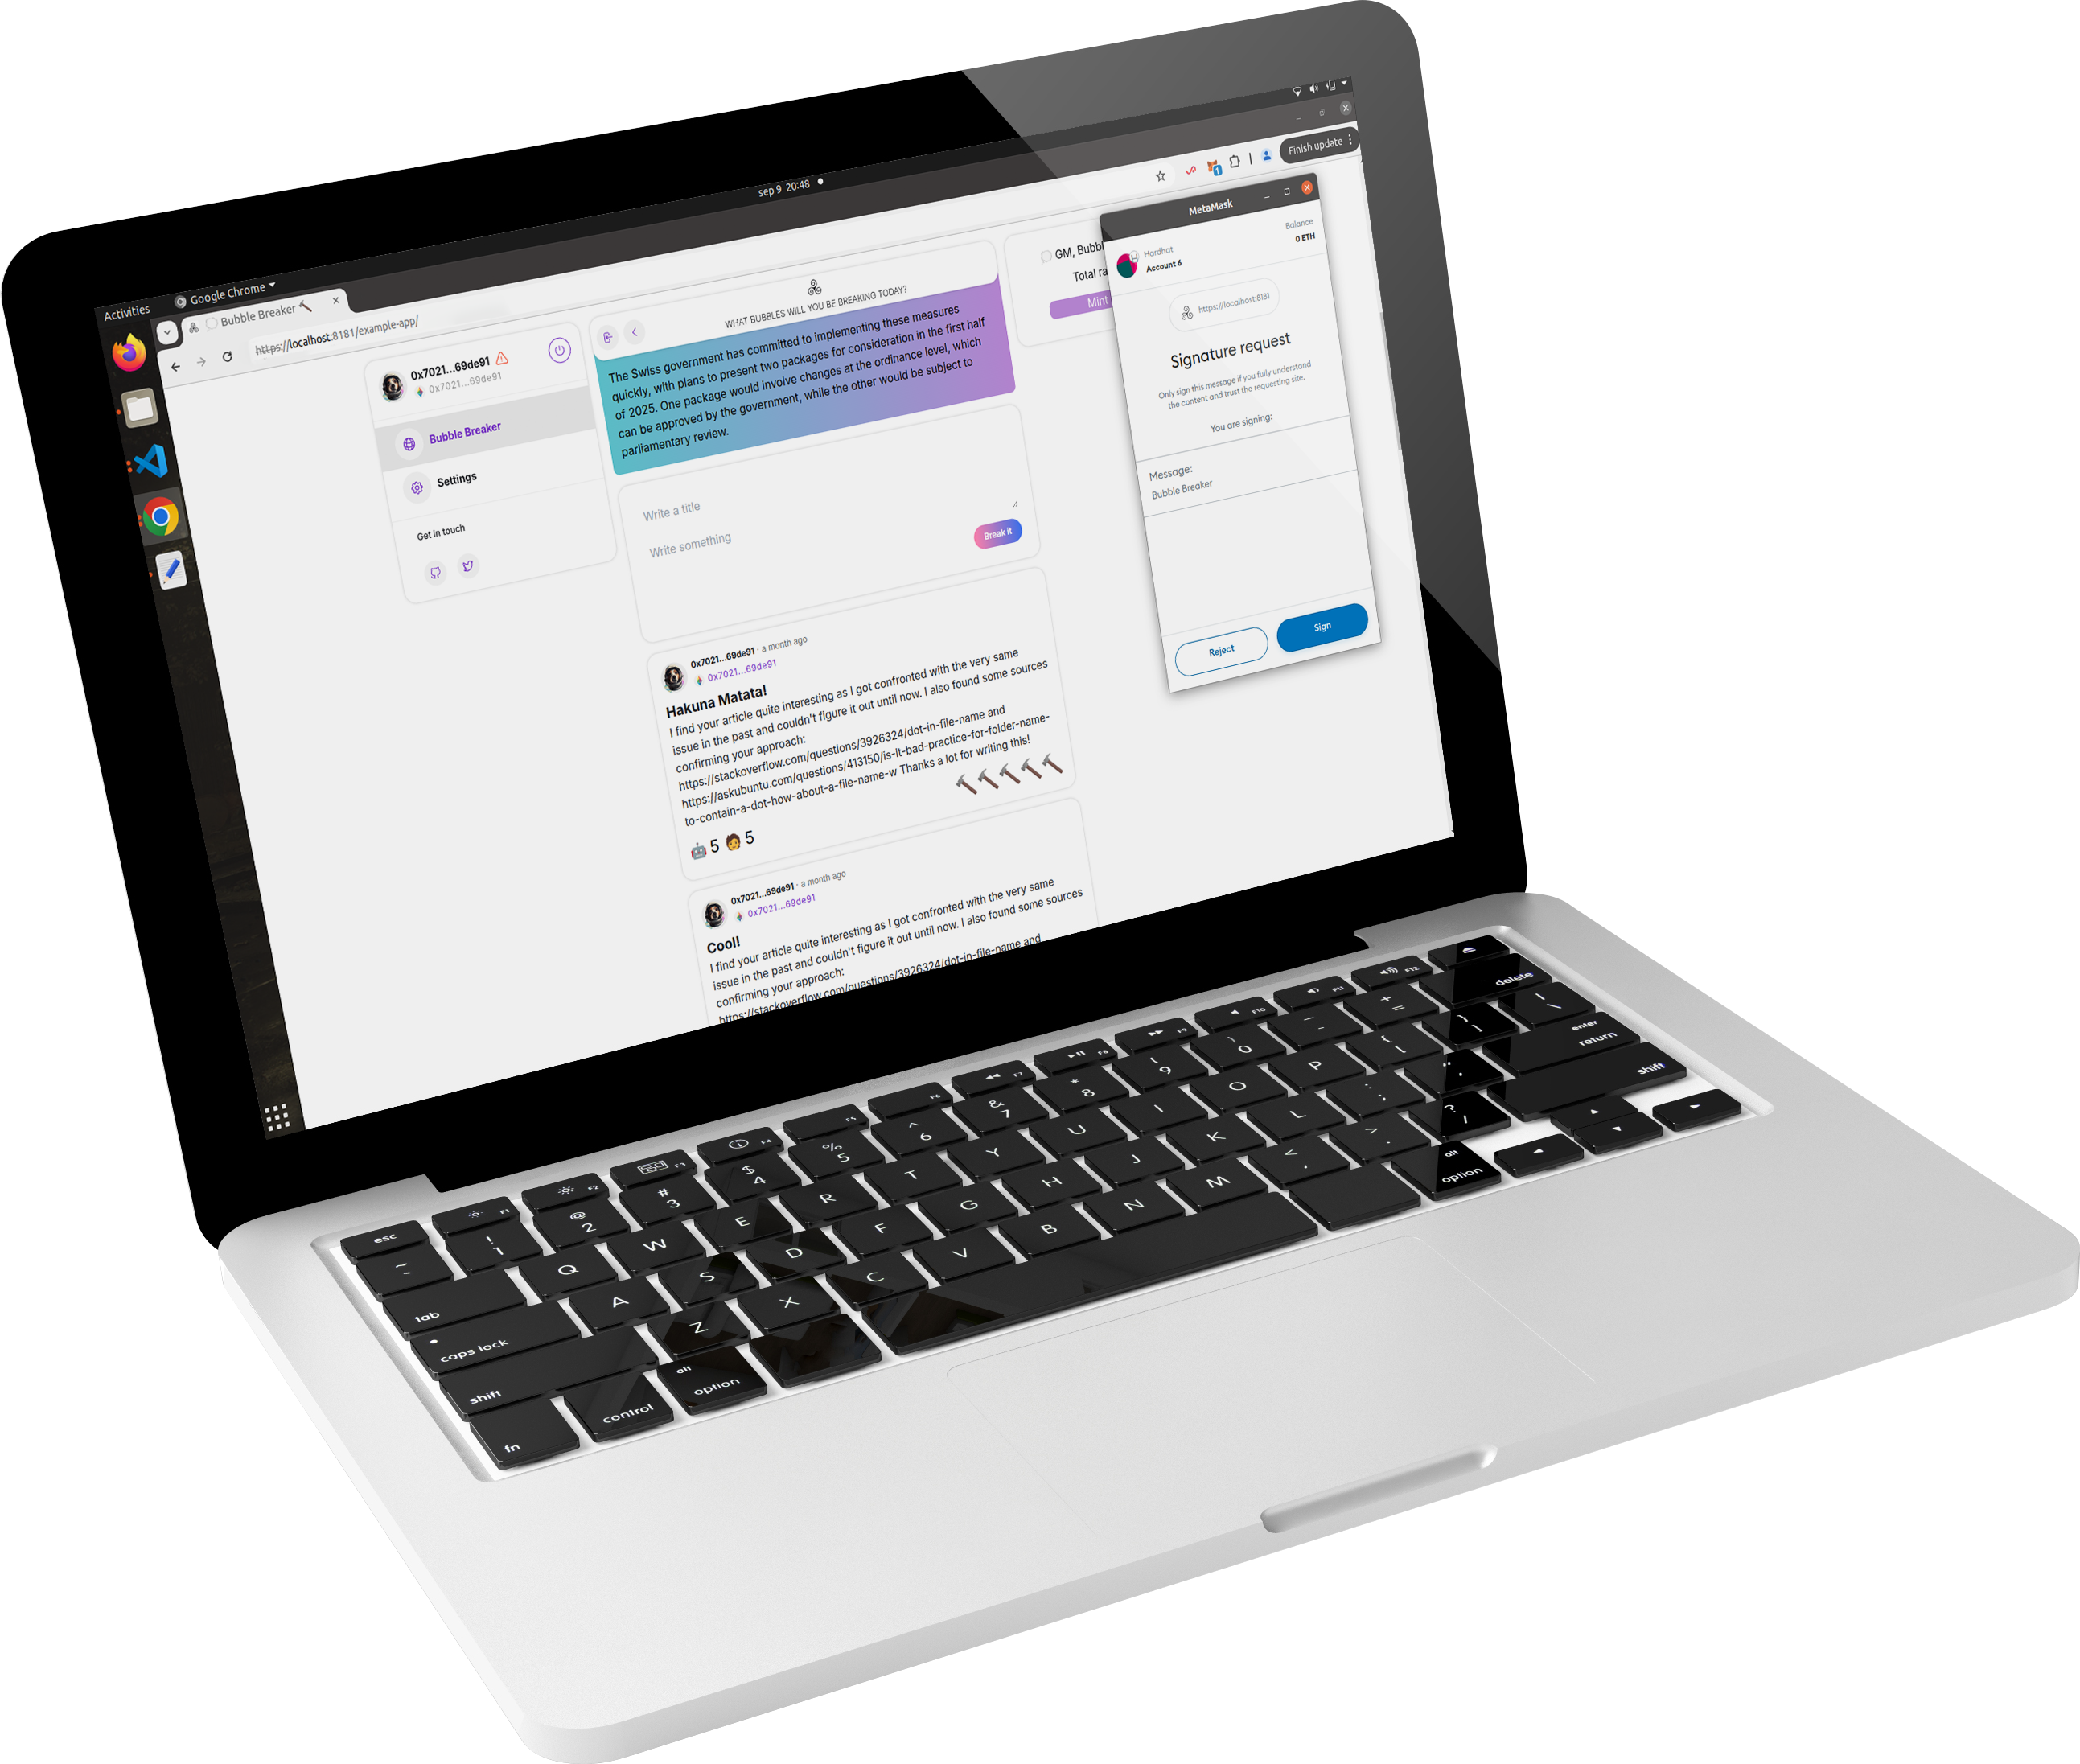 sep 9 20:48
Activities
Google Chrome
Bubble Breaker
https://localhost:8181/example-app/
Finish update
0x7021...69de91
0x7021...69de91
Bubble Breaker
Settings
Get in touch
WHAT BUBBLES WILL YOU BE BREAKING TODAY?
The Swiss government has committed to implementing these measures
quickly, with plans to present two packages for consideration in the first half
of 2025. One package would involve changes at the ordinance level, which
can be approved by the government, while the other would be subject to
parliamentary review.
Write a title
Write something
Break it
0x7021...69de91 · a month ago
0x7021...69de91
Hakuna Matata!
I find your article quite interesting as I got confronted with the very same
issue in the past and couldn't figure it out until now. I also found some sources
confirming your approach:
https://stackoverflow.com/questions/3926324/dot-in-file-name and
https://askubuntu.com/questions/413150/is-it-bad-practice-for-folder-name-
to-contain-a-dot-how-about-a-file-name-w Thanks a lot for writing this!
5 5
0x7021...69de91 · a month ago
0x7021...69de91
Cool!
I find your article quite interesting as I got confronted with the very same
issue in the past and couldn't figure it out until now. I also found some sources
confirming your approach:
https://stackoverflow.com/questions/3926324/dot-in-file-name and
GM, Bubbl
Total ra
Mint
MetaMask
1
Hardhat
Account 6
Balance
0 ETH
https://localhost:8181
Signature request
Only sign this message if you fully understand
the content and trust the requesting site.
You are signing:
Message:
Bubble Breaker
Reject
Sign
esc F1 F2 F3 F4 F5 F6 F7 F8 F9 F10 F11 F12
~ ! 1 @ 2 # 3 $ 4 % 5 ^ 6 & 7 * 8 ( 9 ) 0 - + = delete
tab Q W E R T Y U I O P { [ } ] | \
caps lock A S D F G H J K L : ; " ' enter return
shift Z X C V B N M < , > . ? / shift
fn control alt option alt option